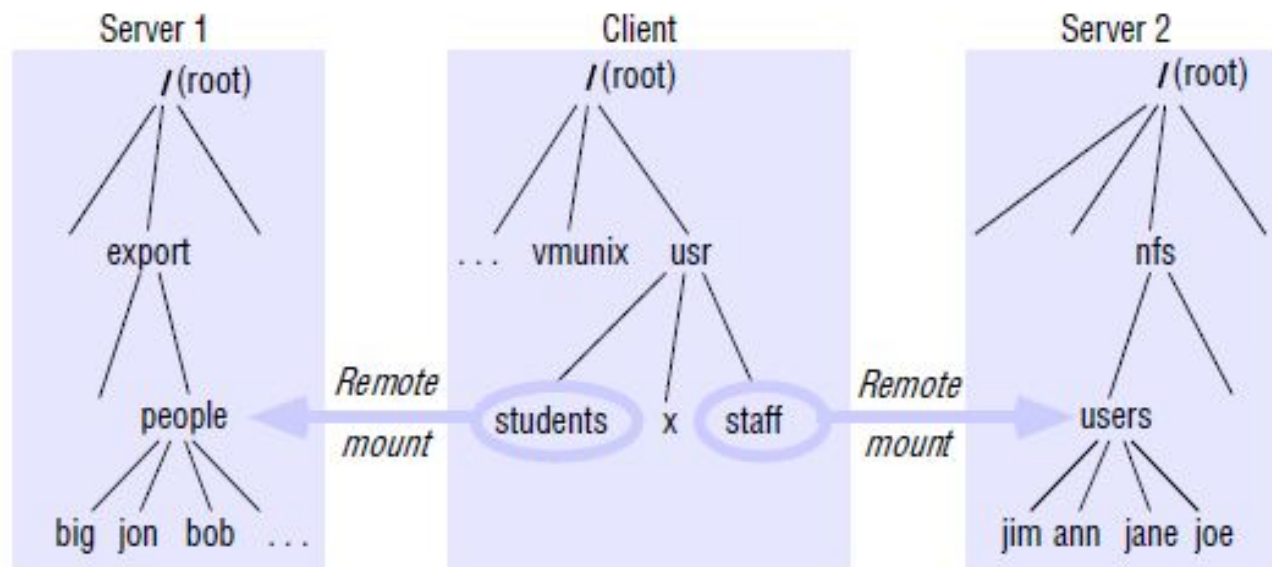 Server 1
Client
Server 2
/ (root)
/ (root)
/ (root)
export
. . . vmunix usr
nfs
Remote
mount
Remote
mount
people
students x staff
users
big jon bob . . .
jim ann jane joe